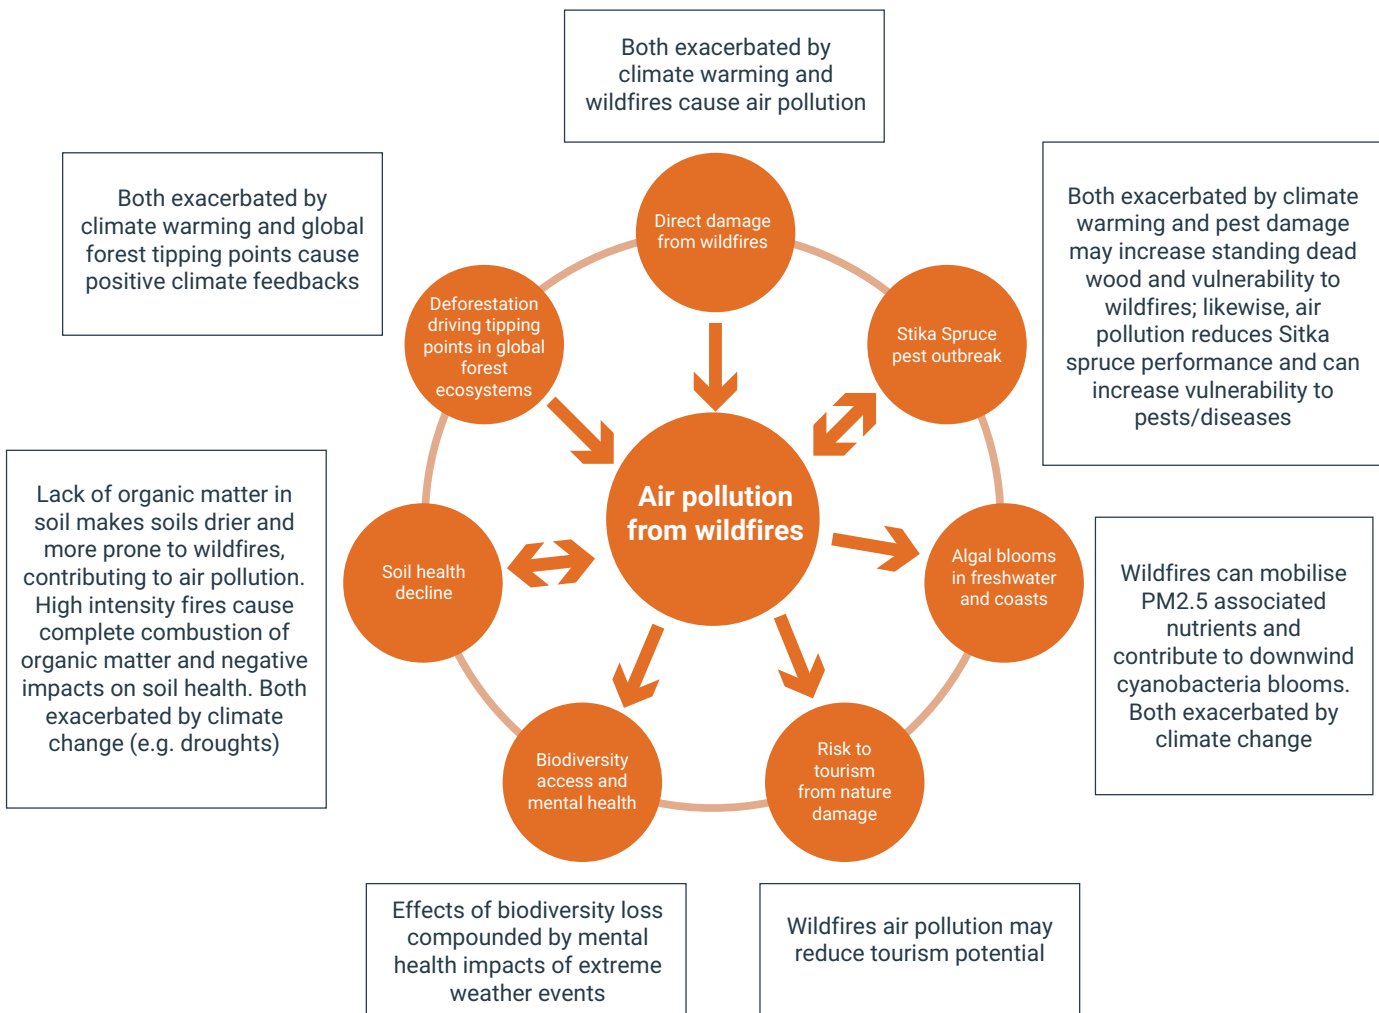 Both exacerbated by
climate warming and
wildfires cause air pollution
Both exacerbated by
climate warming and global
forest tipping points cause
positive climate feedbacks
Both exacerbated by climate
warming and pest damage
may increase standing dead
wood and vulnerability to
wildfires; likewise, air
pollution reduces Sitka
spruce performance and can
increase vulnerability to
pests/diseases
Direct damage
from wildfires
Deforestation
driving tipping
points in global
forest
ecosystems
Stika Spruce
pest outbreak
Air pollution
from wildfires
Lack of organic matter in
soil makes soils drier and
more prone to wildfires,
contributing to air pollution.
High intensity fires cause
complete combustion of
organic matter and negative
impacts on soil health. Both
exacerbated by climate
change (e.g. droughts)
Soil health
decline
Algal blooms
in freshwater
and coasts
Wildfires can mobilise
PM2.5 associated
nutrients and
contribute to downwind
cyanobacteria blooms.
Both exacerbated by
climate change
Biodiversity
access and
mental health
Risk to
tourism
from nature
damage
Effects of biodiversity loss
compounded by mental
health impacts of extreme
weather events
Wildfires air pollution may
reduce tourism potential